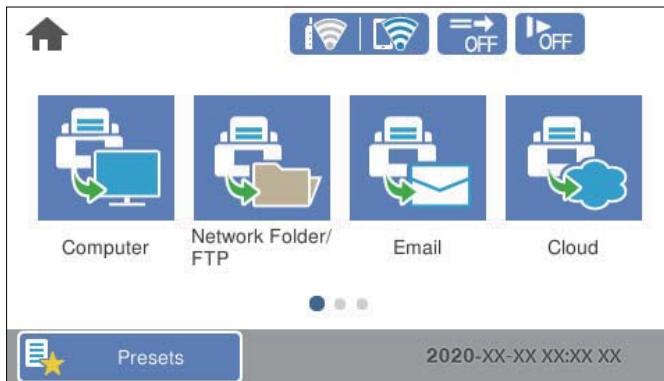 OFF
OFF
Computer
Network Folder/
FTP
Email
Cloud
Presets
2020-XX-XX XX:XX XX